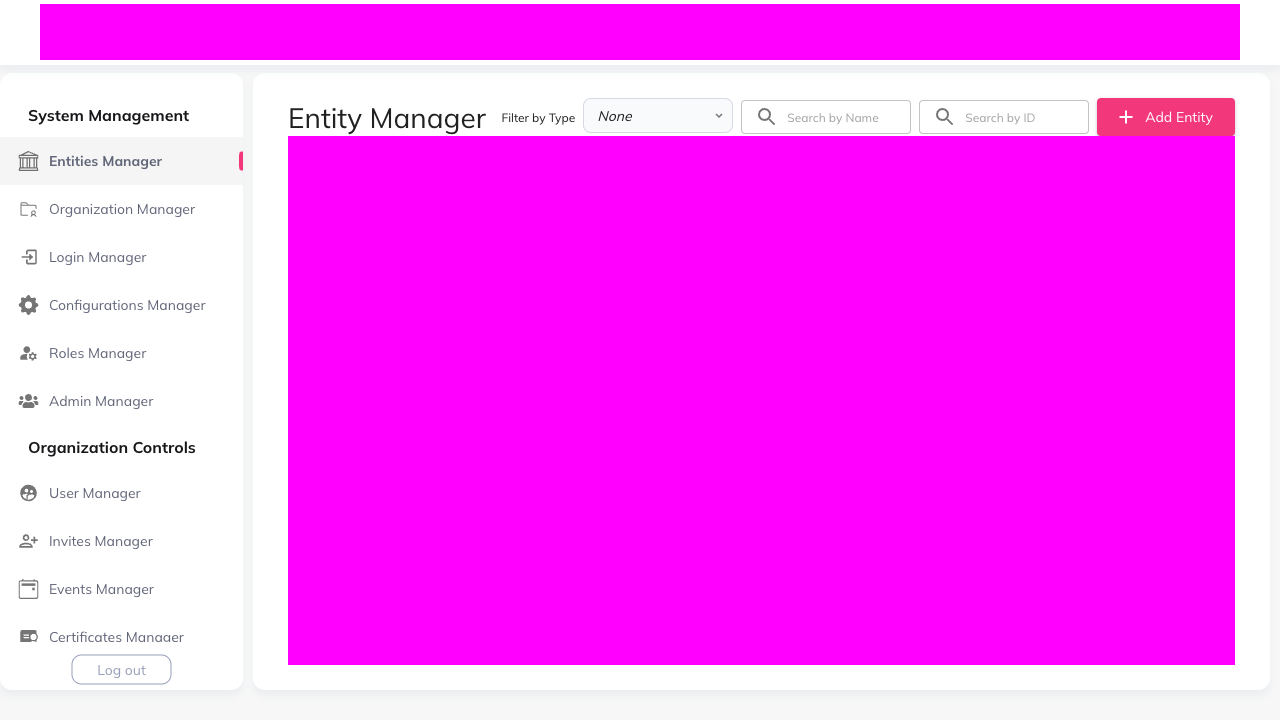 System Management
Entities Manager
Organization Manager
Login Manager
Configurations Manager
Roles Manager
Admin Manager
Organization Controls
User Manager
Invites Manager
Events Manager
Certificates Manager
Log out
Entity Manager
Filter by Type
None
Search by Name
Search by ID
Add Entity